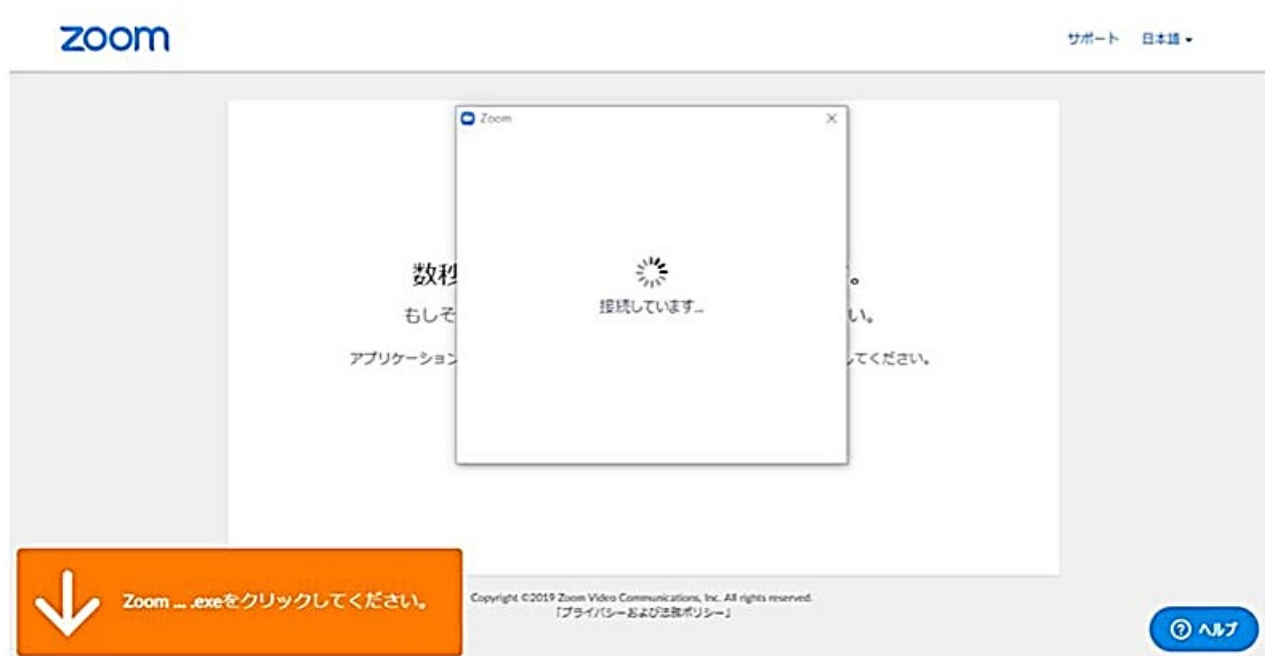 zoom
サポート 日本語
Zoom
数秒 。
もしそ い。
接続しています...
アプリケーション してください。
Zoom ... .exeをクリックしてください。
Copyright ©2019 Zoom Video Communications, Inc. All rights reserved.
「プライバシーおよび法務ポリシー」
ヘルプ